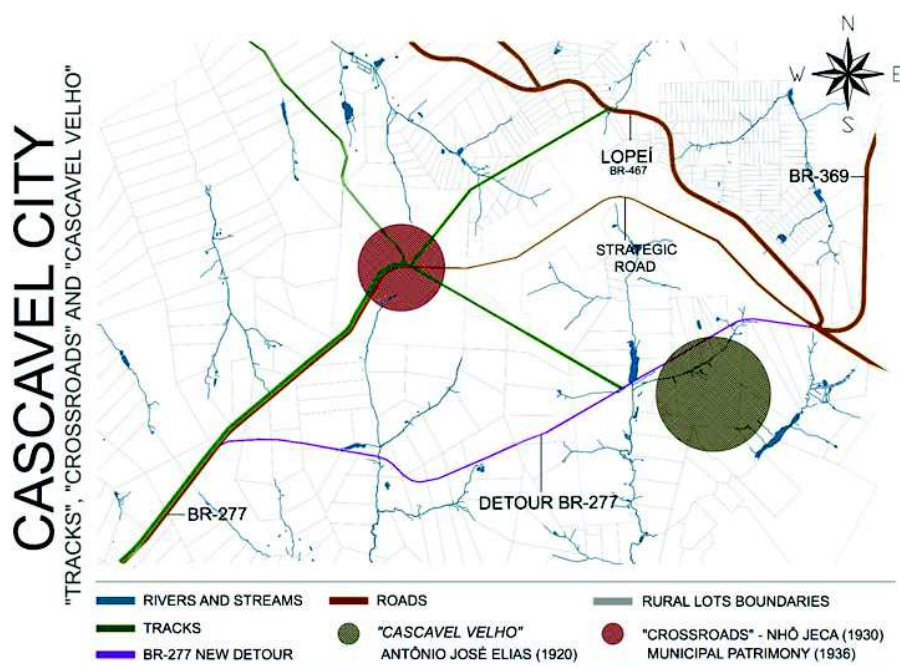 CASCAVEL CITY
"TRACKS", "CROSSROADS" AND "CASCAVEL VELHO"
N
W
E
S
LOPEÍ
BR-467
BR-369
STRATEGIC
ROAD
DETOUR BR-277
BR-277
RIVERS AND STREAMS
ROADS
RURAL LOTS BOUNDARIES
TRACKS
"CASCAVEL VELHO"
ANTÔNIO JOSÉ ELIAS (1920)
"CROSSROADS" - NHÔ JECA (1930)
MUNICIPAL PATRIMONY (1936)
BR-277 NEW DETOUR